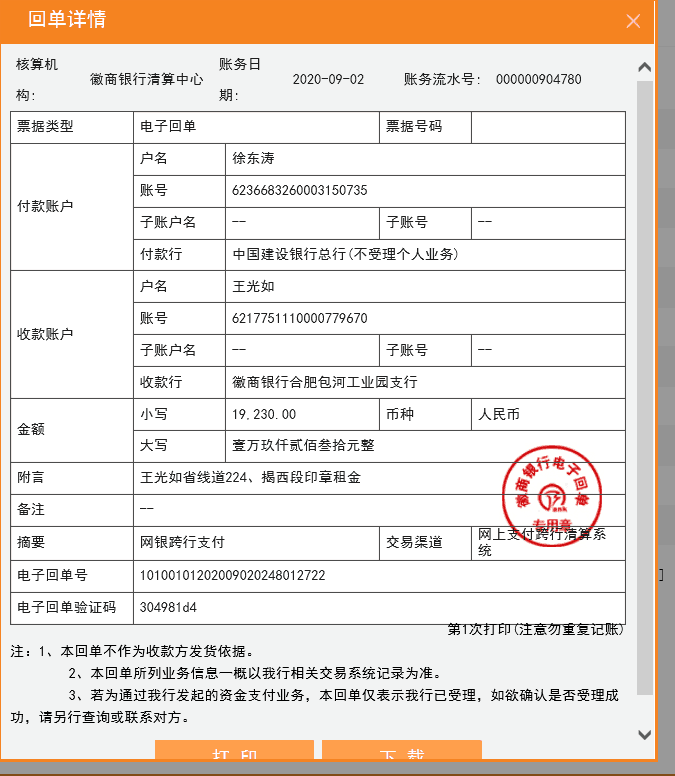 回单详情
核算机构: 徽商银行清算中心 账务日期: 2020-09-02 账务流水号: 000000904780
票据类型 电子回单 票据号码
付款账户
户名 徐东涛
账号 6236683260003150735
子账户名 -- 子账号 --
付款行 中国建设银行总行(不受理个人业务)
收款账户
户名 王光如
账号 6217751110000779670
子账户名 -- 子账号 --
收款行 徽商银行合肥包河工业园支行
金额
小写 19,230.00 币种 人民币
大写 壹万玖仟贰佰叁拾元整
附言 王光如省线道224、揭西段印章租金
备注 --
摘要 网银跨行支付 交易渠道 网上支付跨行清算系统
徽商银行电子回单
ank
专用章
电子回单号 10100101202009020248012722
电子回单验证码 304981d4
第1次打印(注意勿重复记账)
注: 1、本回单不作为收款方发货依据。
2、本回单所列业务信息一概以我行相关交易系统记录为准。
3、若为通过我行发起的资金支付业务, 本回单仅表示我行已受理, 如欲确认是否受理成
功, 请另行查询或联系对方。
打 印 下 载
]